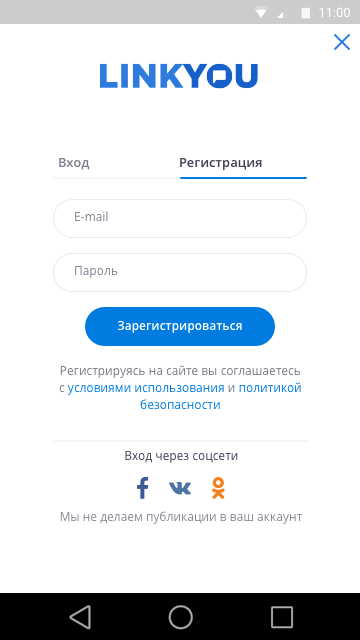 11:00
LINKYOU
Вход
Регистрация
E-mail
Пароль
Зарегистрироваться
Регистрируясь на сайте вы соглашаетесь
с условиями использования и политикой
безопасности
Вход через соцсети
Мы не делаем публикации в ваш аккаунт